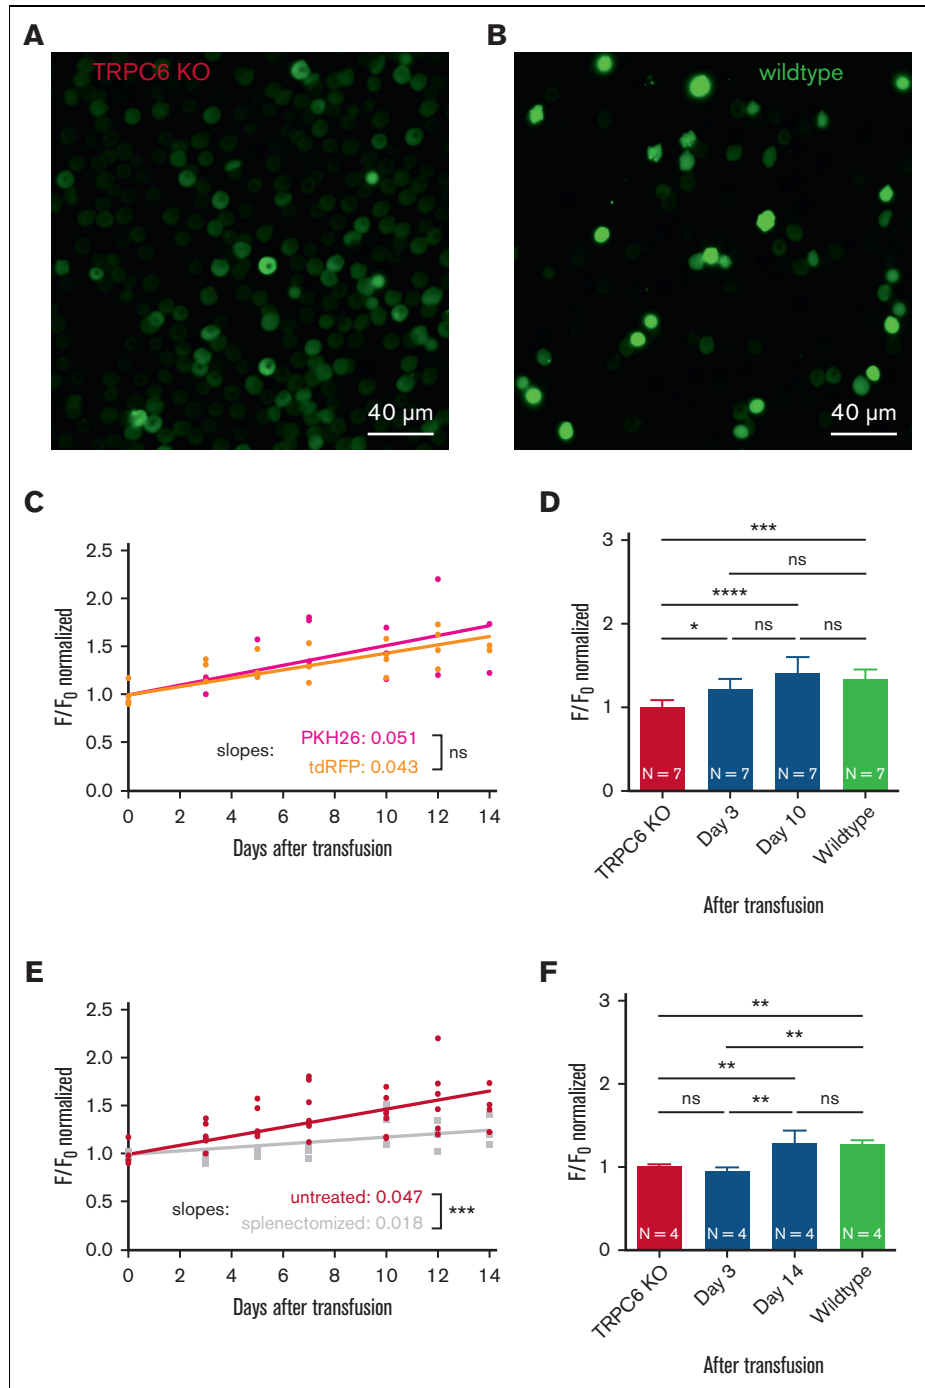 A
TRPC6 KO
40 µm
B
wildtype
40 µm
C
F/F0 normalized
2.5
2.0
1.5
1.0
0.5
0.0
slopes:
PKH26: 0.051
tdRFP: 0.043
ns
0 2 4 6 8 10 12 14
Days after transfusion
D
F/F0 normalized
3
2
1
0
***
ns
****
* ns ns
N = 7 N = 7 N = 7 N = 7
TRPC6 KO Day 3 Day 10 Wildtype
After transfusion
E
F/F0 normalized
2.5
2.0
1.5
1.0
0.5
0.0
slopes:
untreated: 0.047
splenectomized: 0.018
***
0 2 4 6 8 10 12 14
Days after transfusion
F
F/F0 normalized
3
2
1
0
**
**
**
ns ** ns
N = 4 N = 4 N = 4 N = 4
TRPC6 KO Day 3 Day 14 Wildtype
After transfusion